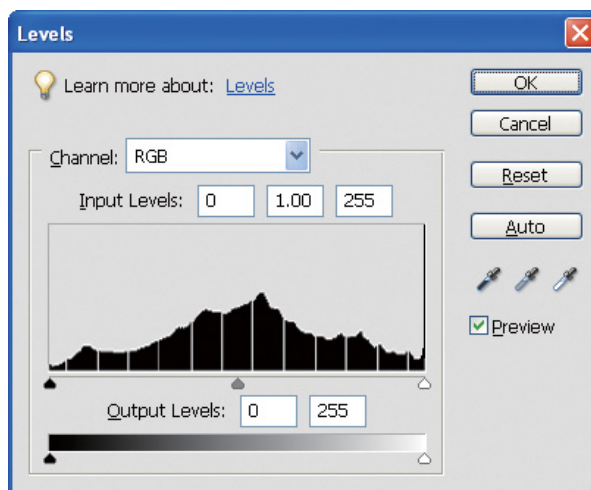 Levels
Learn more about: Levels
OK
Cancel
Channel: RGB
Reset
Input Levels: 0 1.00 255
Auto
Preview
Output Levels: 0 255